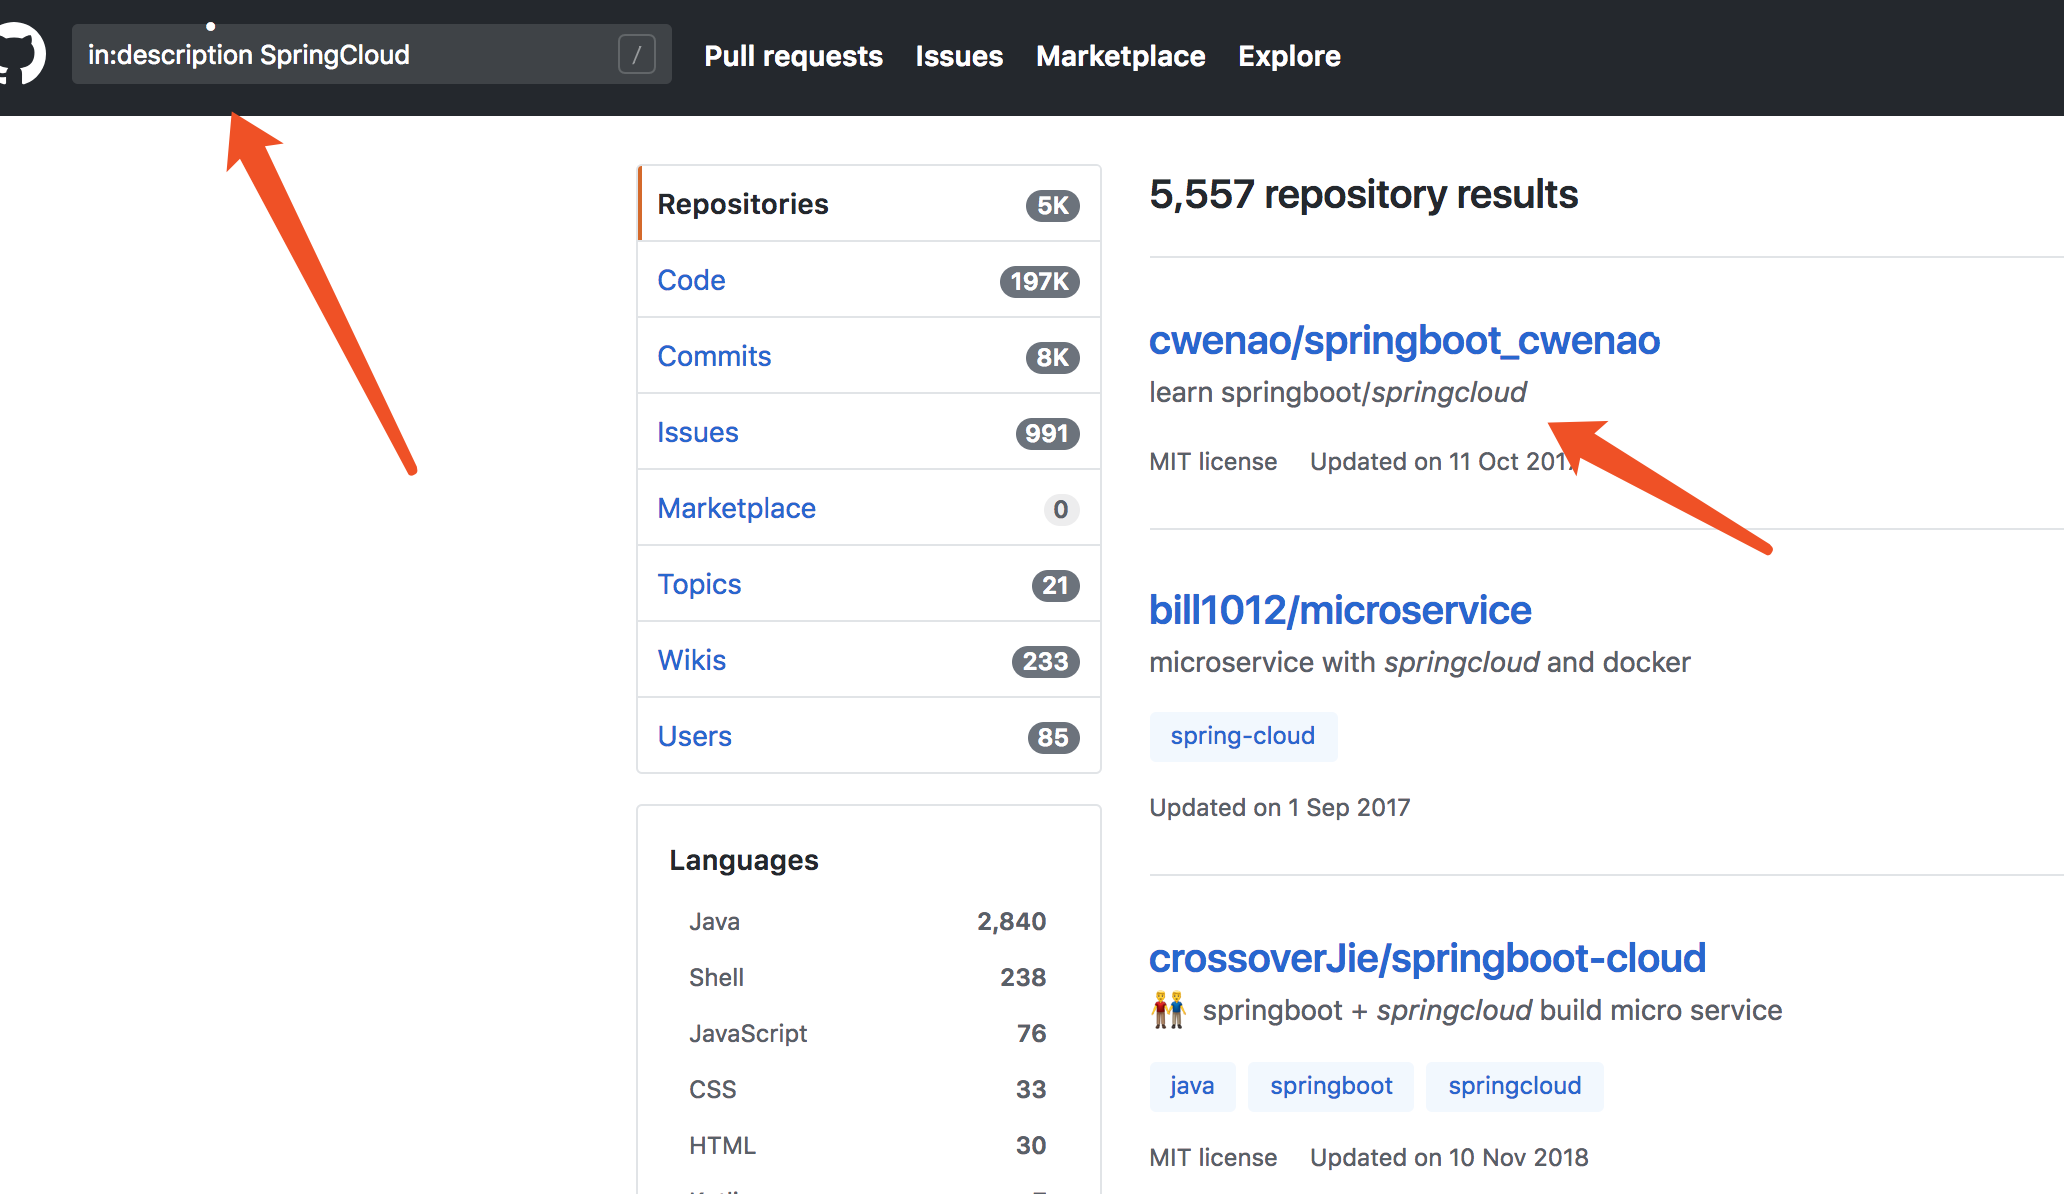 in:description SpringCloud /
Pull requests Issues Marketplace Explore
Repositories 5K
Code 197K
Commits 8K
Issues 991
Marketplace 0
Topics 21
Wikis 233
Users 85
Languages
Java 2,840
Shell 238
JavaScript 76
CSS 33
HTML 30
5,557 repository results
cwenao/springboot_cwenao
learn springboot/springcloud
MIT license Updated on 11 Oct 2017
bill1012/microservice
microservice with springcloud and docker
spring-cloud
Updated on 1 Sep 2017
crossoverJie/springboot-cloud
springboot + springcloud build micro service
java springboot springcloud
MIT license Updated on 10 Nov 2018